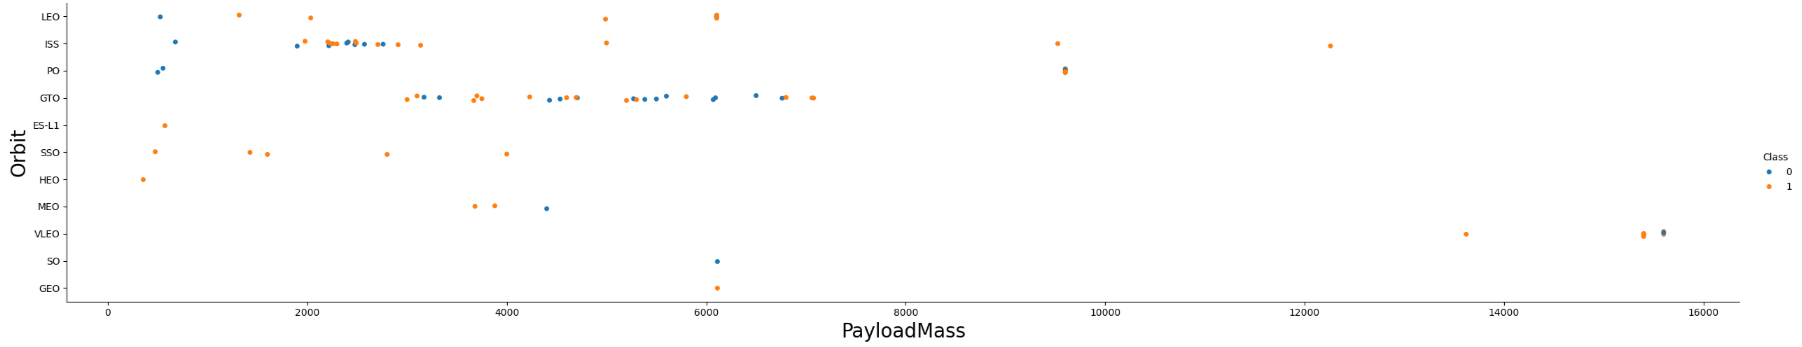 LEO
ISS
PO
GTO
ES-L1
SSO
HEO
MEO
VLEO
SO
GEO
Orbit
0 2000 4000 6000 8000 10000 12000 14000 16000
PayloadMass
Class
0
1